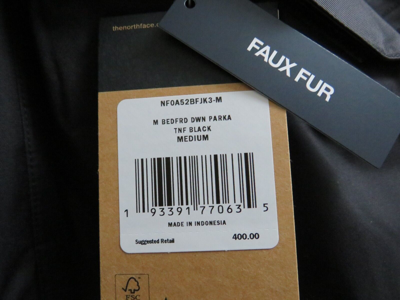 thenorthface.
FAUX FUR
NF0A52BFJK3-M
M BEDFRD DWN PARKA
TNF BLACK
MEDIUM
1 93391 77063 5
MADE IN INDONESIA
Suggested Retail 400.00
FSC